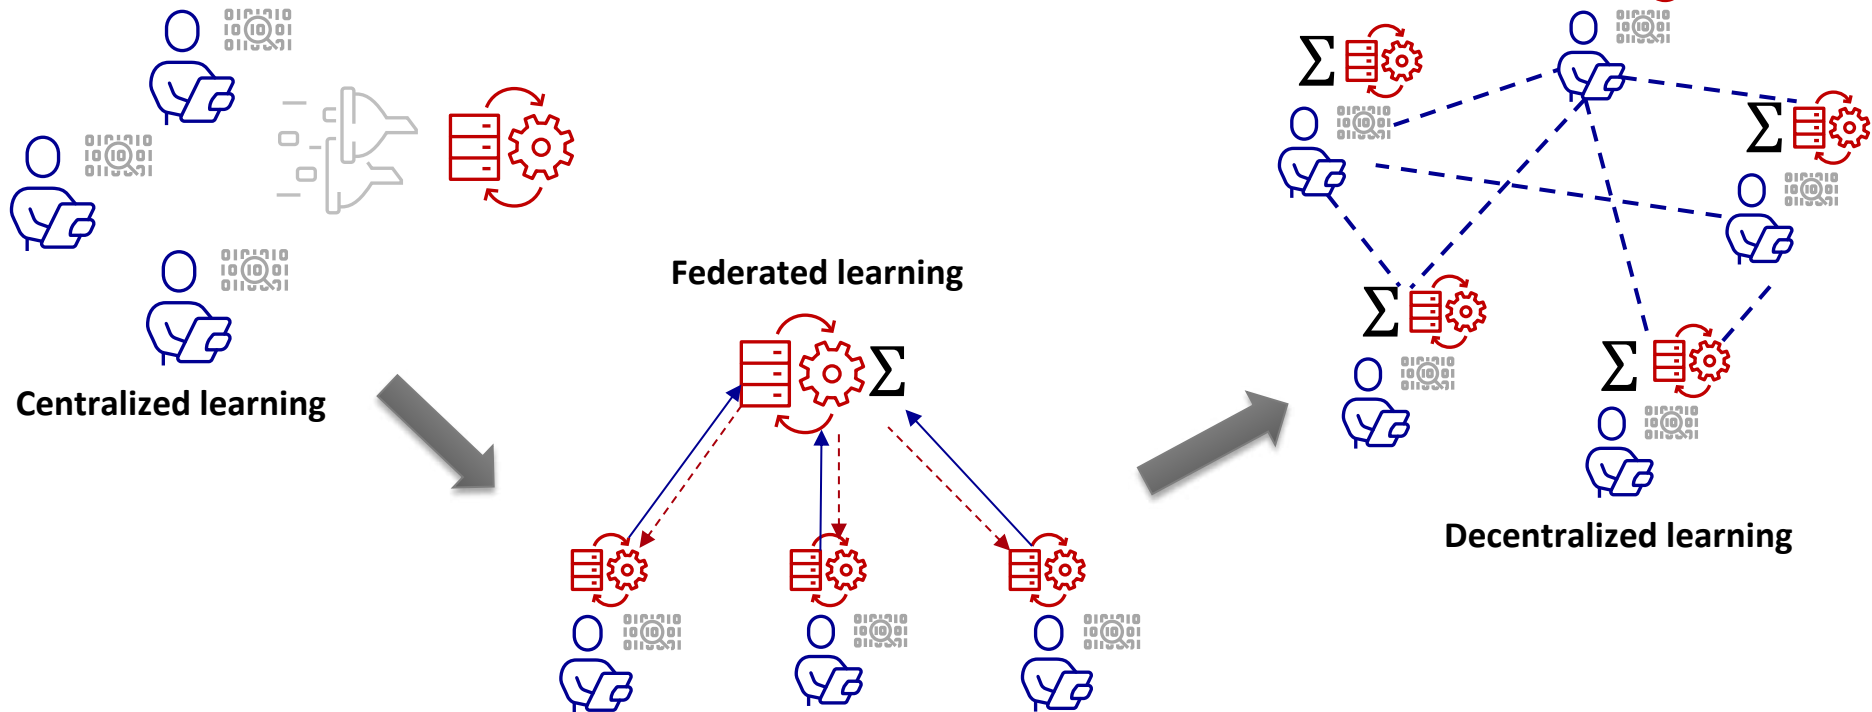 Centralized learning
Federated learning
Σ
Σ
Σ
Σ
Σ
Decentralized learning